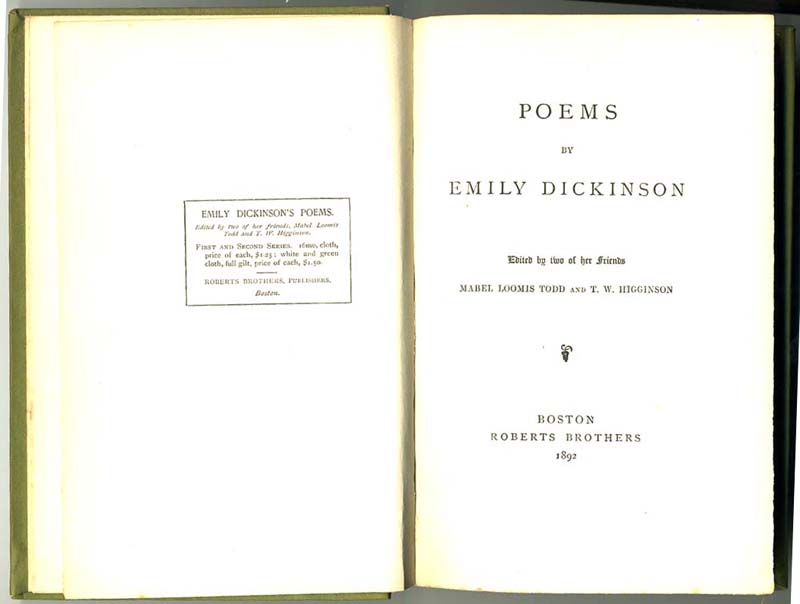 EMILY DICKINSON'S POEMS.
Edited by two of her friends, Mabel Loomis
Todd and T. W. Higginson.
FIRST AND SECOND SERIES. 16mo, cloth,
price of each, $1.25; white and green
cloth, full gilt, price of each, $1.50.
ROBERTS BROTHERS, PUBLISHERS,
Boston.
POEMS
BY
EMILY DICKINSON
Edited by two of her Friends
MABEL LOOMIS TODD AND T. W. HIGGINSON
BOSTON
ROBERTS BROTHERS
1892